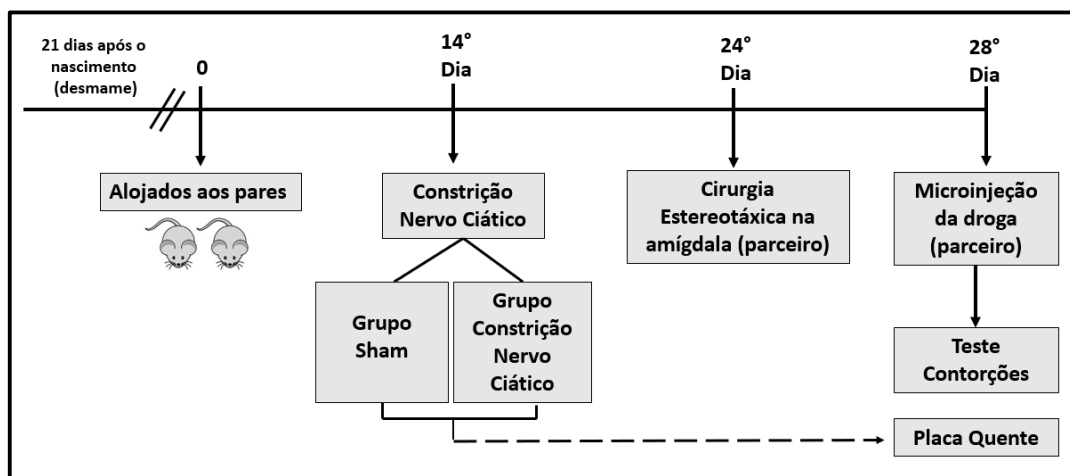 21 dias após o
nascimento
(desmame)
0
14°
Dia
24°
Dia
28°
Dia
Alojados aos pares
Constrição
Nervo Ciático
Cirurgia
Estereotáxica na
amígdala (parceiro)
Microinjeção
da droga
(parceiro)
Grupo
Sham
Grupo
Constrição
Nervo
Ciático
Teste
Contorções
Placa Quente